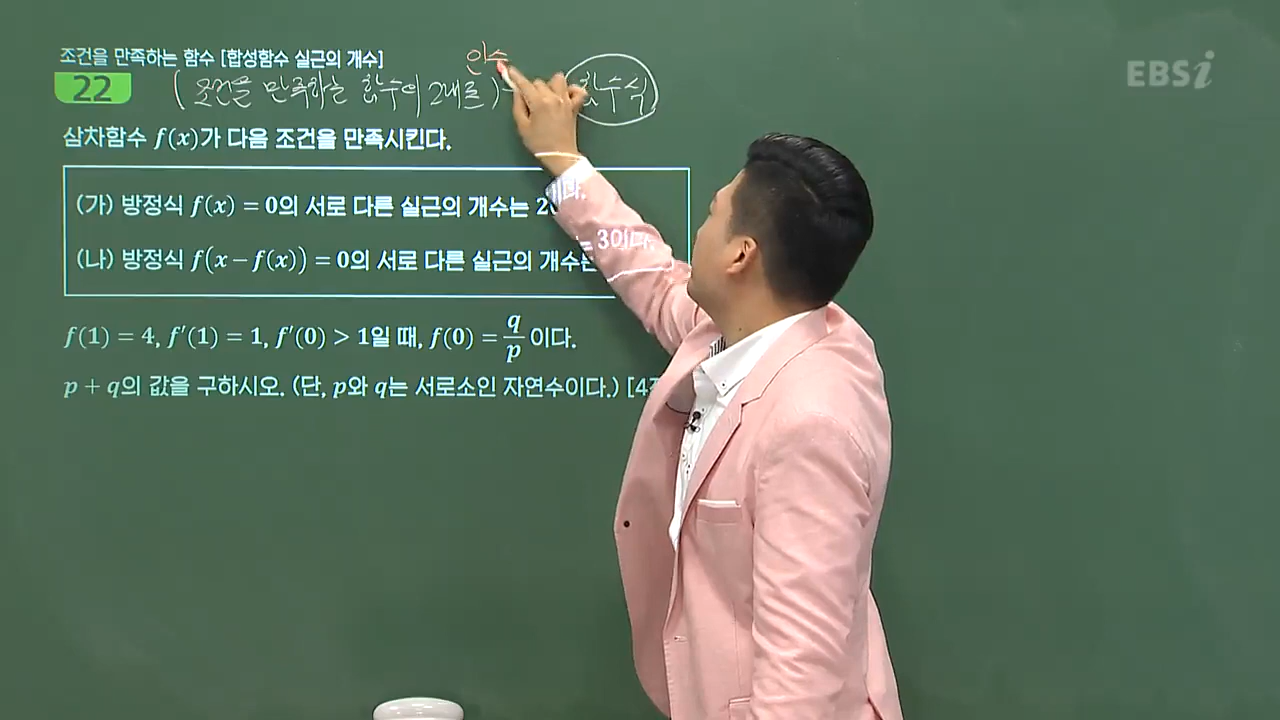 조건을 만족하는 함수 [합성함수 실근의 개수]
인수
EBSi
22 (조건을 만족하는 함수의 그래프) 함수식
삼차함수 f(x)가 다음 조건을 만족시킨다.
(가) 방정식 f(x) = 0의 서로 다른 실근의 개수는 2 이다.
(나) 방정식 f(x − f(x)) = 0의 서로 다른 실근의 개수는 3이다.
f(1) = 4, f′(1) = 1, f′(0) > 1일 때, f(0) = q/p 이다.
p + q의 값을 구하시오. (단, p와 q는 서로소인 자연수이다.) [4